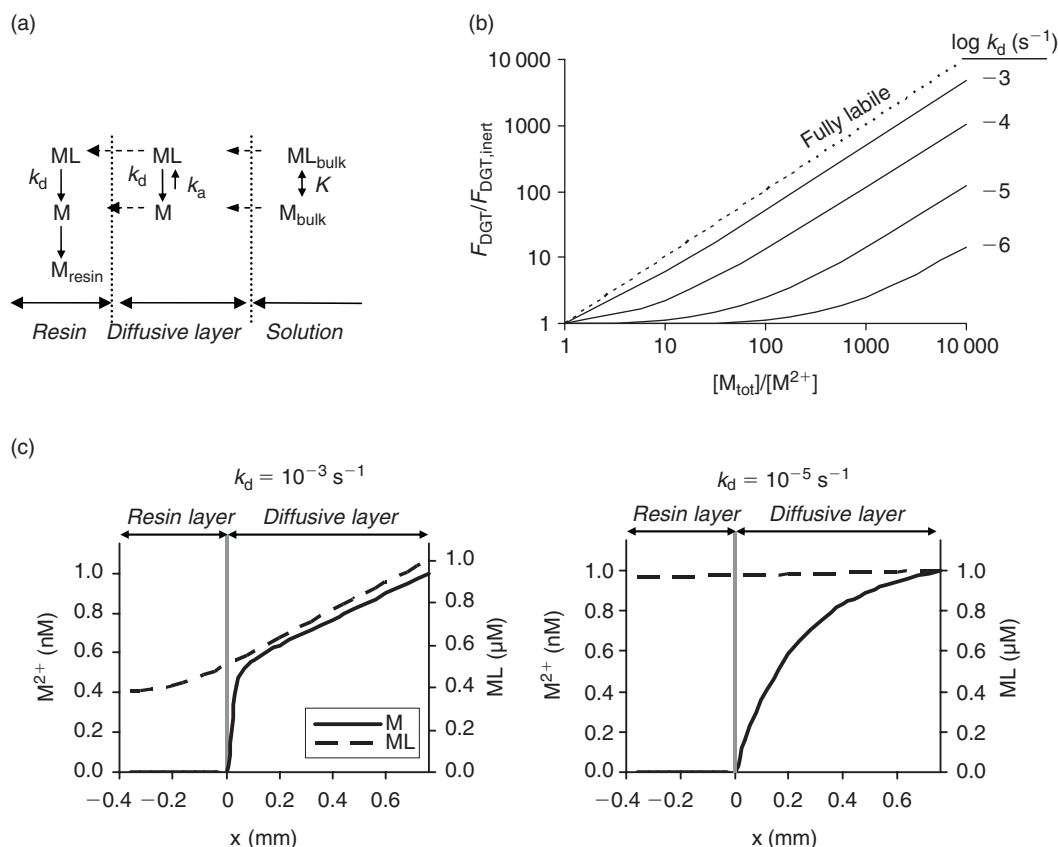 (a)
ML
ML
ML_bulk
k_d
k_d
k_a
K
M
M
M_bulk
M_resin
Resin
Diffusive layer
Solution
(b)
log k_d (s⁻¹)
10 000
1000
100
10
1
F_DGT/F_DGT,inert
Fully labile
−3
−4
−5
−6
1
10
100
1000
10 000
[M_tot]/[M²⁺]
(c)
k_d = 10⁻³ s⁻¹
Resin layer
Diffusive layer
1.0
0.8
0.6
0.4
0.2
0.0
M²⁺ (nM)
1.0
0.8
0.6
0.4
0.2
0.0
ML (μM)
M
ML
−0.4
−0.2
0
0.2
0.4
0.6
x (mm)
k_d = 10⁻⁵ s⁻¹
Resin layer
Diffusive layer
1.0
0.8
0.6
0.4
0.2
0.0
M²⁺ (nM)
1.0
0.8
0.6
0.4
0.2
0.0
ML (μM)
−0.4
−0.2
0
0.2
0.4
0.6
x (mm)